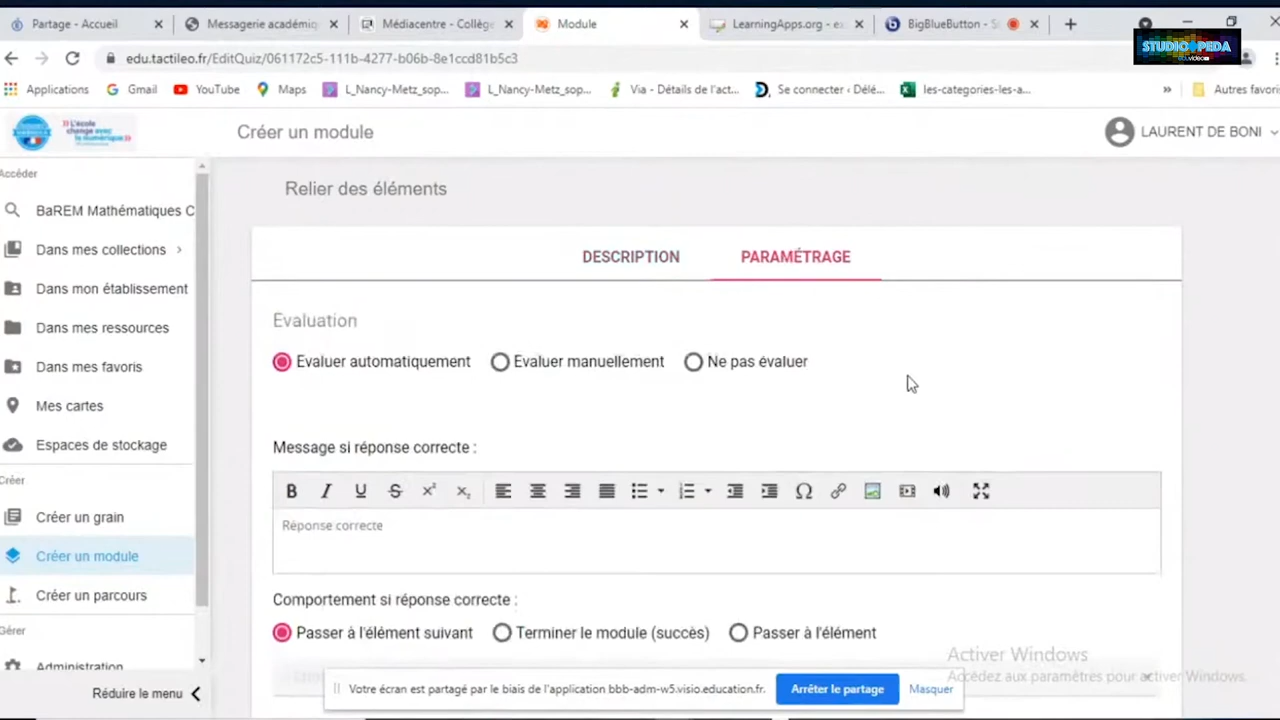 Partage - Accueil
Messagerie académiq
Médiacentre - Collège
Module
LearningApps.org - e
BigBlueButton - S
STUDIO PEDA
edu.tactileo.fr/EditQuiz/061172c5-111b-4277-b06b-8e1ccd81b5c3
Applications
Gmail
YouTube
Maps
L_Nancy-Metz_sop...
L_Nancy-Metz_sop...
Via - Détails de l'act...
Se connecter ‹ Délé...
les-categories-les-a...
»
Autres favoris
L'école change avec le numérique
Créer un module
LAURENT DE BONI
Accéder
Relier des éléments
BaREM Mathématiques C
Dans mes collections
Dans mon établissement
Dans mes ressources
Dans mes favoris
Mes cartes
Espaces de stockage
Créer
Créer un grain
Créer un module
Créer un parcours
Gérer
Administration
Réduire le menu
DESCRIPTION
PARAMÉTRAGE
Evaluation
Evaluer automatiquement
Evaluer manuellement
Ne pas évaluer
Message si réponse correcte :
B I U S x² x₂ Ω
Réponse correcte
Comportement si réponse correcte :
Passer à l'élément suivant
Terminer le module (succès)
Passer à l'élément
Activer Windows
Accédez aux paramètres pour activer Windows.
Votre écran est partagé par le biais de l'application bbb-adm-w5.visio.education.fr.
Arrêter le partage
Masquer